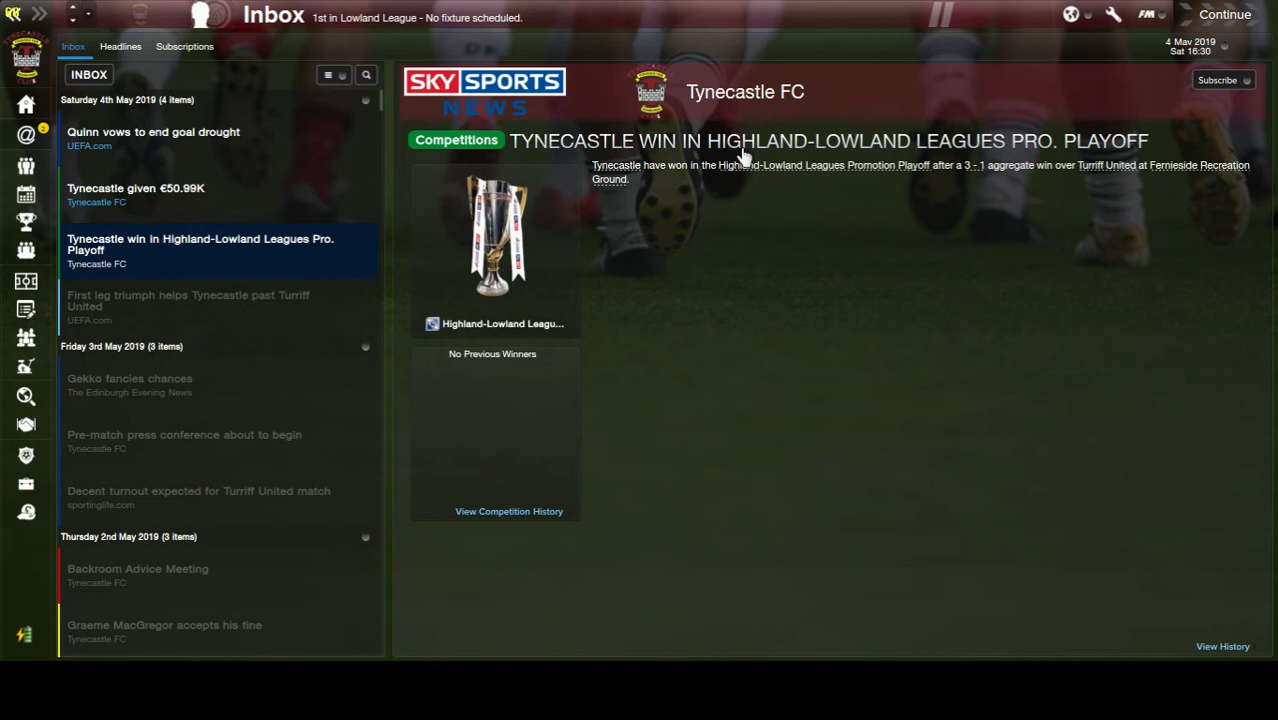 Inbox
1st in Lowland League - No fixture scheduled.
FM
Continue
Inbox
Headlines
Subscriptions
4 May 2019
Sat 16:30
INBOX
Saturday 4th May 2019 (4 items)
Quinn vows to end goal drought
UEFA.com
2
Tynecastle given €50.99K
Tynecastle FC
Tynecastle win in Highland-Lowland Leagues Pro.
Playoff
Tynecastle FC
First leg triumph helps Tynecastle past Turriff
United
UEFA.com
Friday 3rd May 2019 (3 items)
Gekko fancies chances
The Edinburgh Evening News
Pre-match press conference about to begin
Tynecastle FC
Decent turnout expected for Turriff United match
sportinglife.com
Thursday 2nd May 2019 (3 items)
Backroom Advice Meeting
Tynecastle FC
Graeme MacGregor accepts his fine
Tynecastle FC
SKY SPORTS
NEWS
Tynecastle FC
Subscribe
Competitions
TYNECASTLE WIN IN HIGHLAND-LOWLAND LEAGUES PRO. PLAYOFF
Tynecastle have won in the Highland-Lowland Leagues Promotion Playoff after a 3 - 1 aggregate win over Turriff United at Fernieside Recreation
Ground.
Highland-Lowland Leagu...
No Previous Winners
View Competition History
View History